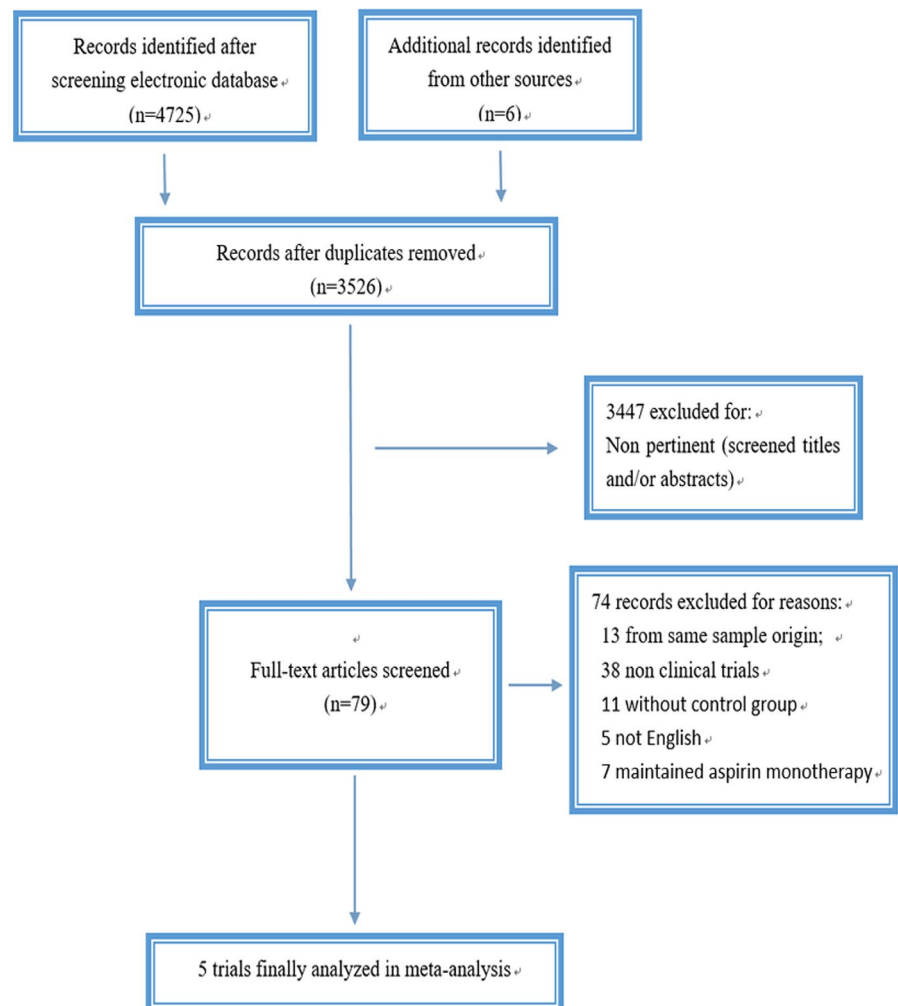 Records identified after
screening electronic database
(n=4725)
Additional records identified
from other sources
(n=6)
Records after duplicates removed
(n=3526)
3447 excluded for:
Non pertinent (screened titles
and/or abstracts)
Full-text articles screened
(n=79)
74 records excluded for reasons:
13 from same sample origin;
38 non clinical trials
11 without control group
5 not English
7 maintained aspirin monotherapy
5 trials finally analyzed in meta-analysis